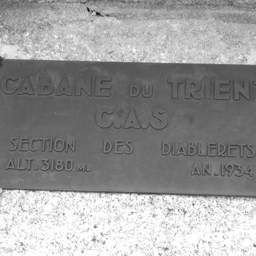 CABANE DU TRIENT
C.A.S
SECTION DES DIABLERETS
ALT. 3180 M. AN. 1934